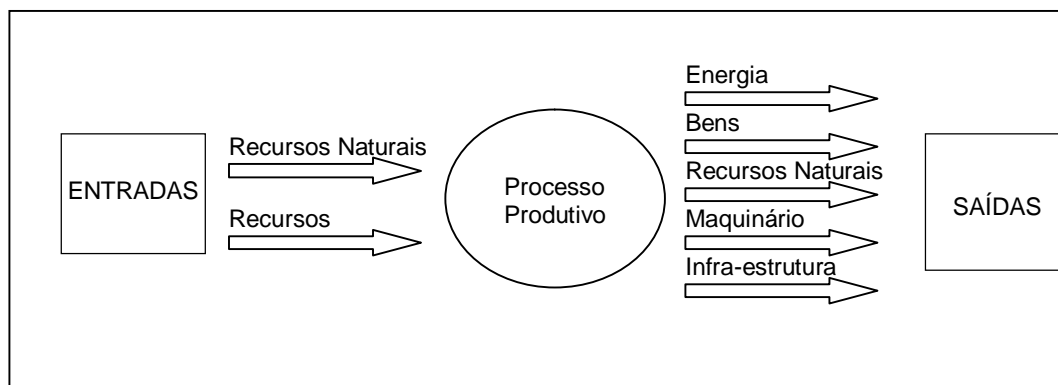 ENTRADAS
Recursos Naturais
Recursos
Processo
Produtivo
Energia
Bens
Recursos Naturais
Maquinário
Infra-estrutura
SAÍDAS